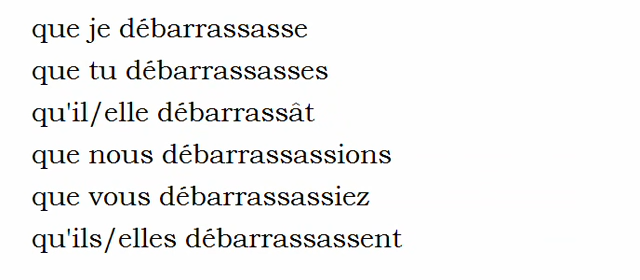 que je débarrassasse
que tu débarrassasses
qu'il/elle débarrassât
que nous débarrassassions
que vous débarrassassiez
qu'ils/elles débarrassassent